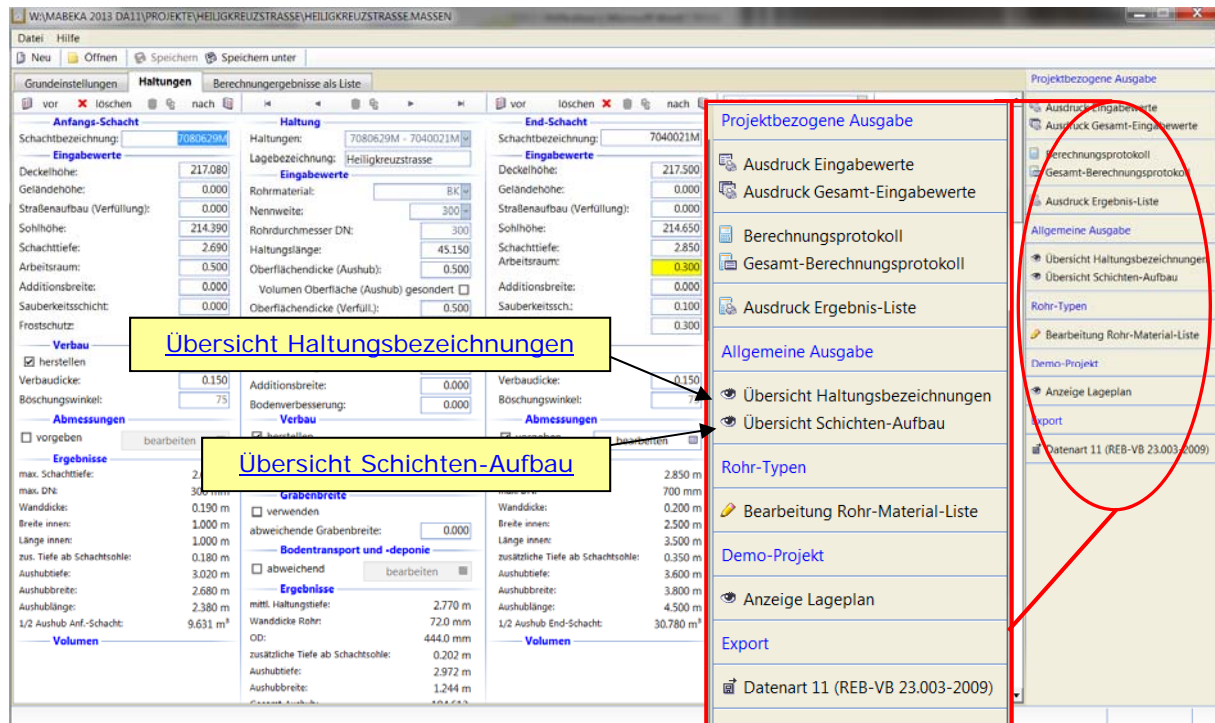 W:\MABEKA 2013 DA11\PROJEKTE\HEILIGKREUZSTRASSE\HEILIGKREUZSTRASSE.MASSEN
Datei Hilfe
Neu Öffnen Speichern Speichern unter
Grundeinstellungen Haltungen Berechnungergebnisse als Liste
vor löschen nach
Anfangs-Schacht
Schachtbezeichnung: 7080629M
Eingabewerte
Deckelhöhe: 217.080
Geländehöhe: 0.000
Straßenaufbau (Verfüllung): 0.000
Sohlhöhe: 214.390
Schachttiefe: 2.690
Arbeitsraum: 0.500
Additionsbreite: 0.000
Sauberkeitsschicht: 0.000
Frostschutz:
Verbau
herstellen
Verbaudicke: 0.150
Böschungswinkel: 75
Abmessungen
vorgeben bearbeiten
Ergebnisse
max. Schachttiefe:
max. DN: 300 mm
Wanddicke: 0.190 m
Breite innen: 1.000 m
Länge innen: 1.000 m
zus. Tiefe ab Schachtsohle: 0.180 m
Aushubtiefe: 3.020 m
Aushubbreite: 2.680 m
Aushublänge: 2.380 m
1/2 Aushub Anf.-Schacht: 9.631 m³
Volumen
Haltung
Haltungen: 7080629M - 7040021M
Lagebezeichnung: Heiligkreuzstrasse
Eingabewerte
Rohrmaterial: BK
Nennweite: 300
Rohrdurchmesser DN: 300
Haltungslänge: 45.150
Oberflächendicke (Aushub): 0.500
Volumen Oberfläche (Aushub) gesondert
Oberflächendicke (Verfüll.): 0.500
Additionsbreite: 0.000
Bodenverbesserung: 0.000
Verbau
herstellen
Grabenbreite
verwenden
abweichende Grabenbreite: 0.000
Bodentransport und -deponie
abweichend bearbeiten
Ergebnisse
mittl. Haltungstiefe: 2.770 m
Wanddicke Rohr: 72.0 mm
OD: 444.0 mm
zusätzliche Tiefe ab Schachtsohle: 0.202 m
Aushubtiefe: 2.972 m
Aushubbreite: 1.244 m
vor löschen nach
End-Schacht
Schachtbezeichnung: 7040021M
Eingabewerte
Deckelhöhe: 217.500
Geländehöhe: 0.000
Straßenaufbau (Verfüllung): 0.000
Sohlhöhe: 214.650
Schachttiefe: 2.850
Arbeitsraum: 0.300
Additionsbreite: 0.000
Sauberkeitssch.: 0.100
0.300
Verbaudicke: 0.150
Böschungswinkel: 75
Abmessungen
vorgeben bearbeiten
2.850 m
max. DN: 700 mm
Wanddicke: 0.200 m
Breite innen: 2.500 m
Länge innen: 3.500 m
zusätzliche Tiefe ab Schachtsohle: 0.350 m
Aushubtiefe: 3.600 m
Aushubbreite: 3.800 m
Aushublänge: 4.500 m
1/2 Aushub End-Schacht: 30.780 m³
Volumen
Übersicht Haltungsbezeichnungen
Übersicht Schichten-Aufbau
Projektbezogene Ausgabe
Ausdruck Eingabewerte
Ausdruck Gesamt-Eingabewerte
Berechnungsprotokoll
Gesamt-Berechnungsprotokoll
Ausdruck Ergebnis-Liste
Allgemeine Ausgabe
Übersicht Haltungsbezeichnungen
Übersicht Schichten-Aufbau
Rohr-Typen
Bearbeitung Rohr-Material-Liste
Demo-Projekt
Anzeige Lageplan
Export
Datenart 11 (REB-VB 23.003-2009)
Projektbezogene Ausgabe
Ausdruck Eingabewerte
Ausdruck Gesamt-Eingabewerte
Berechnungsprotokoll
Gesamt-Berechnungsprotokoll
Ausdruck Ergebnis-Liste
Allgemeine Ausgabe
Übersicht Haltungsbezeichnungen
Übersicht Schichten-Aufbau
Rohr-Typen
Bearbeitung Rohr-Material-Liste
Demo-Projekt
Anzeige Lageplan
Export
Datenart 11 (REB-VB 23.003-2009)